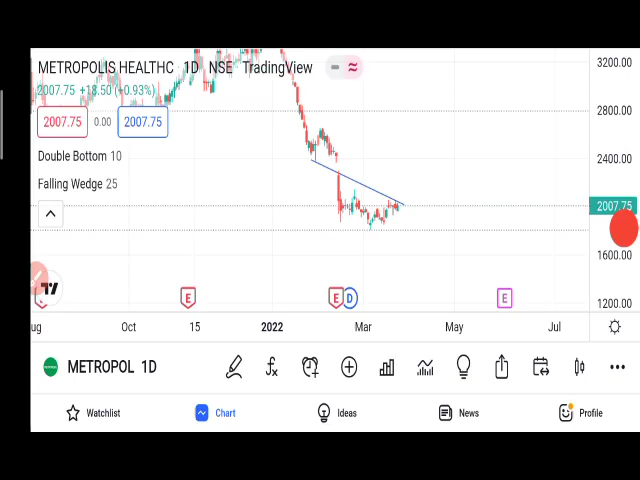 METROPOLIS HEALTHC · 1D · NSE · TradingView
2007.75 +18.50 (+0.93%)
2007.75 0.00 2007.75
Double Bottom 10
Falling Wedge 25
3200.00
2800.00
2400.00
2007.75
1600.00
1200.00
E E D E
ug Oct 15 2022 Mar May Jul
METROPOL 1D
Watchlist Chart Ideas News Profile